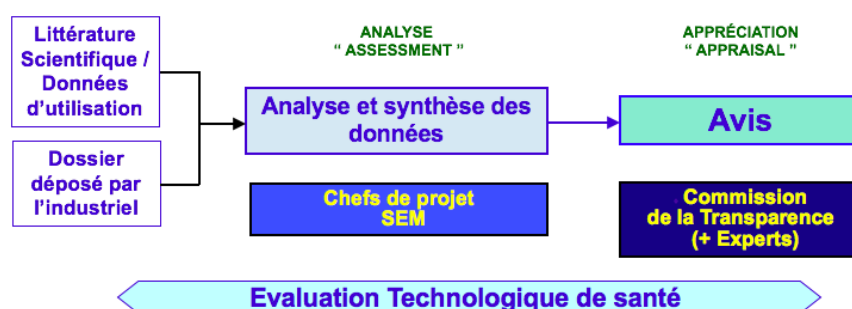 Littérature
Scientifique /
Données
d'utilisation
Dossier
déposé par
l'industriel
ANALYSE
“ ASSESSMENT ”
Analyse et synthèse des
données
Chefs de projet
SEM
APPRÉCIATION
“ APPRAISAL ”
Avis
Commission
de la Transparence
(+ Experts)
Evaluation Technologique de santé